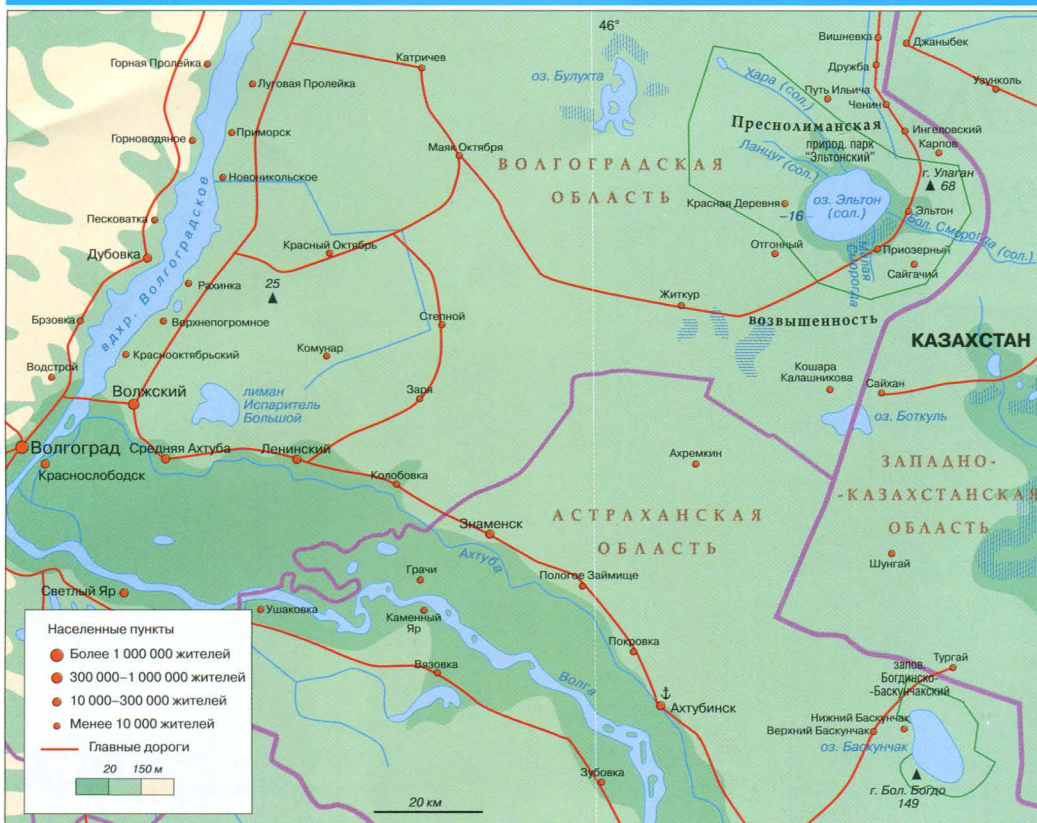 46°
Вишневка
Джаныбек
Горная Пролейка
Катричев
оз. Булухта
Дружба
Узунколь
Луговая Пролейка
Хара (сол.)
Путь Ильича
Ченин
Горноводяное
Приморск
Преснолиманская
природ. парк
"Эльтонский"
Ингеловский
Карпов
Маяк Октября
ВОЛГОГРАДСКАЯ
ОБЛАСТЬ
Ланцуг (сол.)
г. Улаган
68
Новоникольское
Красная Деревня
-16
оз. Эльтон
(сол.)
Эльтон
Песковатка
Бол. Сморогда (сол.)
Дубовка
Красный Октябрь
Отгонный
Малая
Сморогда
Приозерный
Сайгачий
вдхр. Волгоградское
Рахинка
25
Житкур
Брзовка
Верхнепогромное
Степной
возвышенность
КАЗАХСТАН
Водстрой
Краснооктябрьский
Комунар
Кошара
Калашникова
Сайхан
Волжский
лиман
Испаритель
Большой
Заря
оз. Боткуль
Волгоград
Средняя Ахтуба
Ленинский
Краснослободск
Колобовка
Ахремкин
ЗАПАДНО-
-КАЗАХСТАНСКАЯ
ОБЛАСТЬ
Знаменск
АСТРАХАНСКАЯ
ОБЛАСТЬ
Ахтуба
Шунгай
Грачи
Пологое Займище
Светлый Яр
Ушаковка
Каменный
Яр
Покровка
Вязовка
Волга
Тургай
запов.
Богдинско-
-Баскунчакский
Ахтубинск
Нижний Баскунчак
Верхний Баскунчак
оз. Баскунчак
Зубовка
г. Бол. Богдо
149
Населенные пункты
Более 1 000 000 жителей
300 000–1 000 000 жителей
10 000–300 000 жителей
Менее 10 000 жителей
Главные дороги
20 150 м
20 км